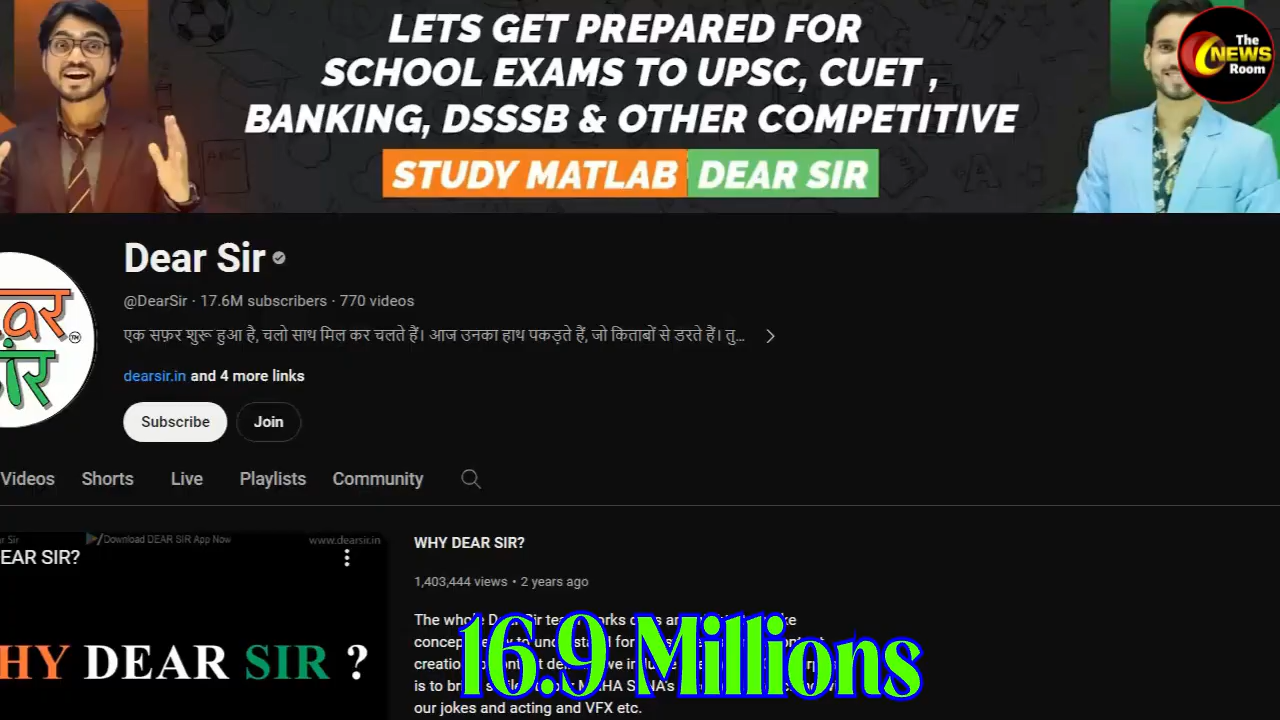 LETS GET PREPARED FOR
SCHOOL EXAMS TO UPSC, CUET ,
BANKING, DSSSB & OTHER COMPETITIVE
STUDY MATLAB DEAR SIR
The
NEWS
Room
Dear Sir
@DearSir · 17.6M subscribers · 770 videos
एक सफ़र शुरू हुआ है, चलो साथ मिल कर चलते हैं। आज उनका हाथ पकड़ते हैं, जो किताबों से डरते हैं। तु...
dearsir.in and 4 more links
Subscribe Join
Videos Shorts Live Playlists Community
Download DEAR SIR App Now www.dearsir.in
EAR SIR?
HY DEAR SIR ?
WHY DEAR SIR?
1,403,444 views • 2 years ago
The whole
16.9 Millions
our jokes and acting and VFX etc.